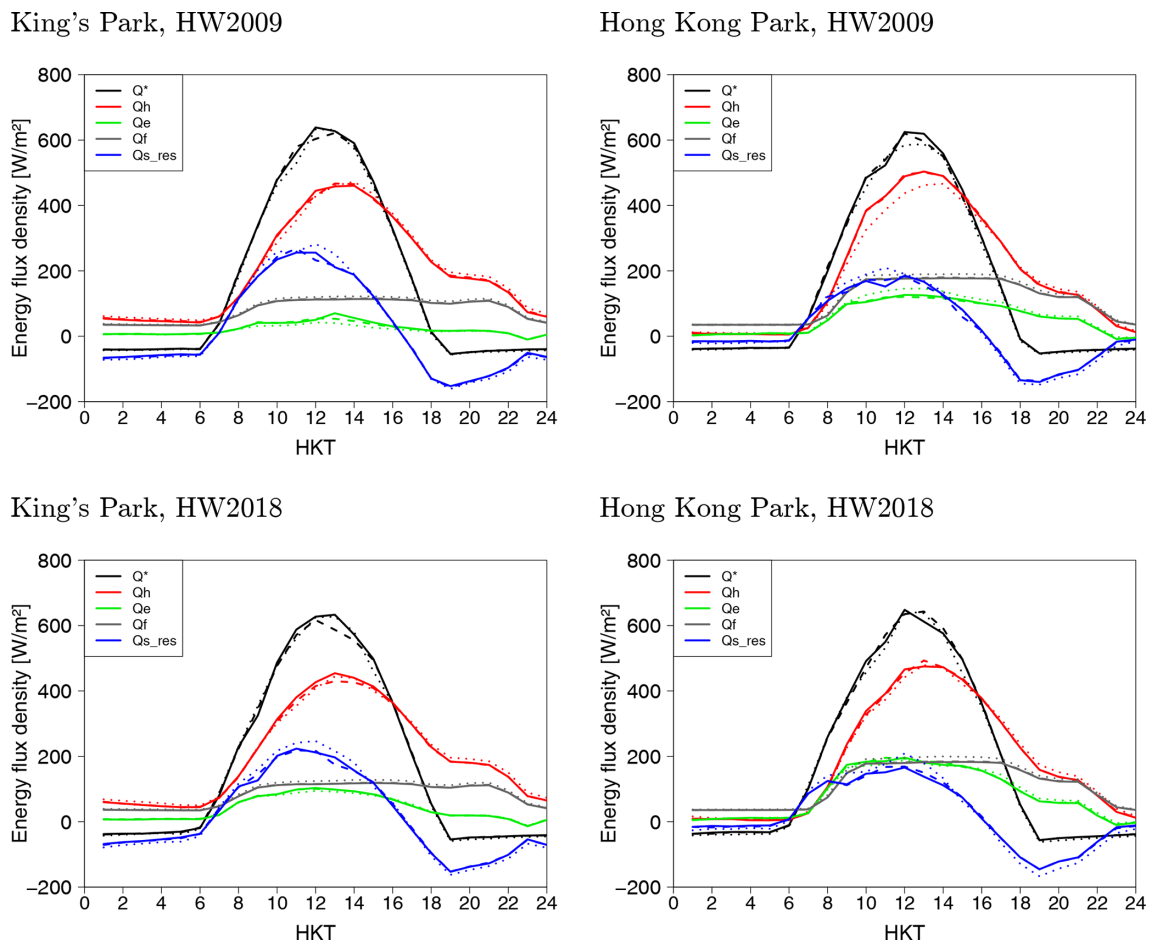 King's Park, HW2009
Energy flux density [W/m²]
800
600
400
200
0
−200
Q*
Qh
Qe
Qf
Qs_res
0 2 4 6 8 10 12 14 16 18 20 22 24
HKT
Hong Kong Park, HW2009
Energy flux density [W/m²]
800
600
400
200
0
−200
Q*
Qh
Qe
Qf
Qs_res
0 2 4 6 8 10 12 14 16 18 20 22 24
HKT
King's Park, HW2018
Energy flux density [W/m²]
800
600
400
200
0
−200
Q*
Qh
Qe
Qf
Qs_res
0 2 4 6 8 10 12 14 16 18 20 22 24
HKT
Hong Kong Park, HW2018
Energy flux density [W/m²]
800
600
400
200
0
−200
Q*
Qh
Qe
Qf
Qs_res
0 2 4 6 8 10 12 14 16 18 20 22 24
HKT